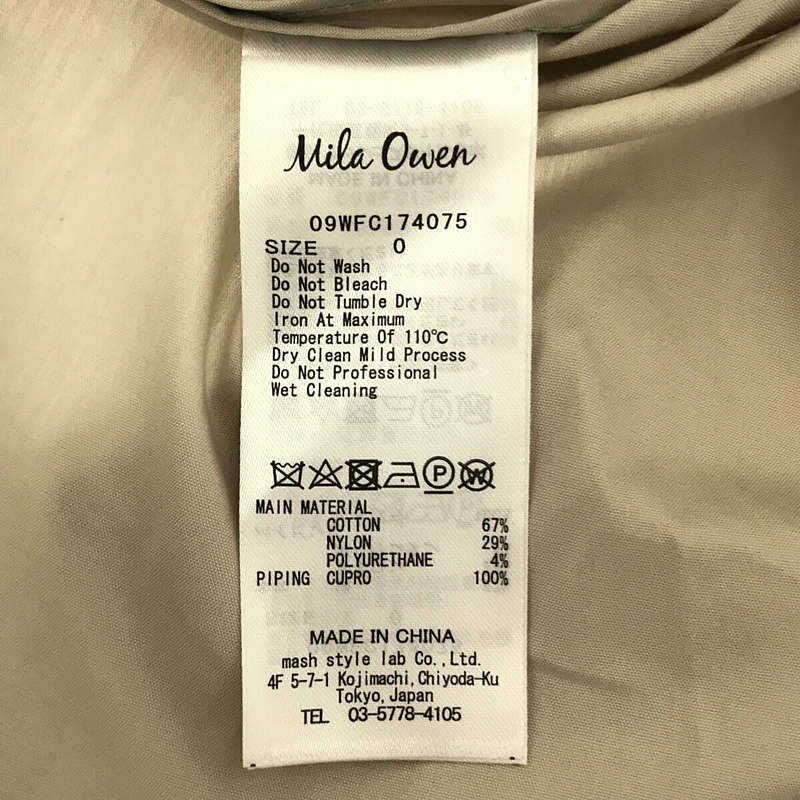 Mila Owen
09WFC174075
SIZE 0
Do Not Wash
Do Not Bleach
Do Not Tumble Dry
Iron At Maximum
Temperature Of 110℃
Dry Clean Mild Process
Do Not Professional
Wet Cleaning
P W
MAIN MATERIAL
COTTON 67%
NYLON 29%
POLYURETHANE 4%
PIPING CUPRO 100%
MADE IN CHINA
mash style lab Co.,Ltd.
4F 5-7-1 Kojimachi,Chiyoda-Ku
Tokyo,Japan
TEL 03-5778-4105